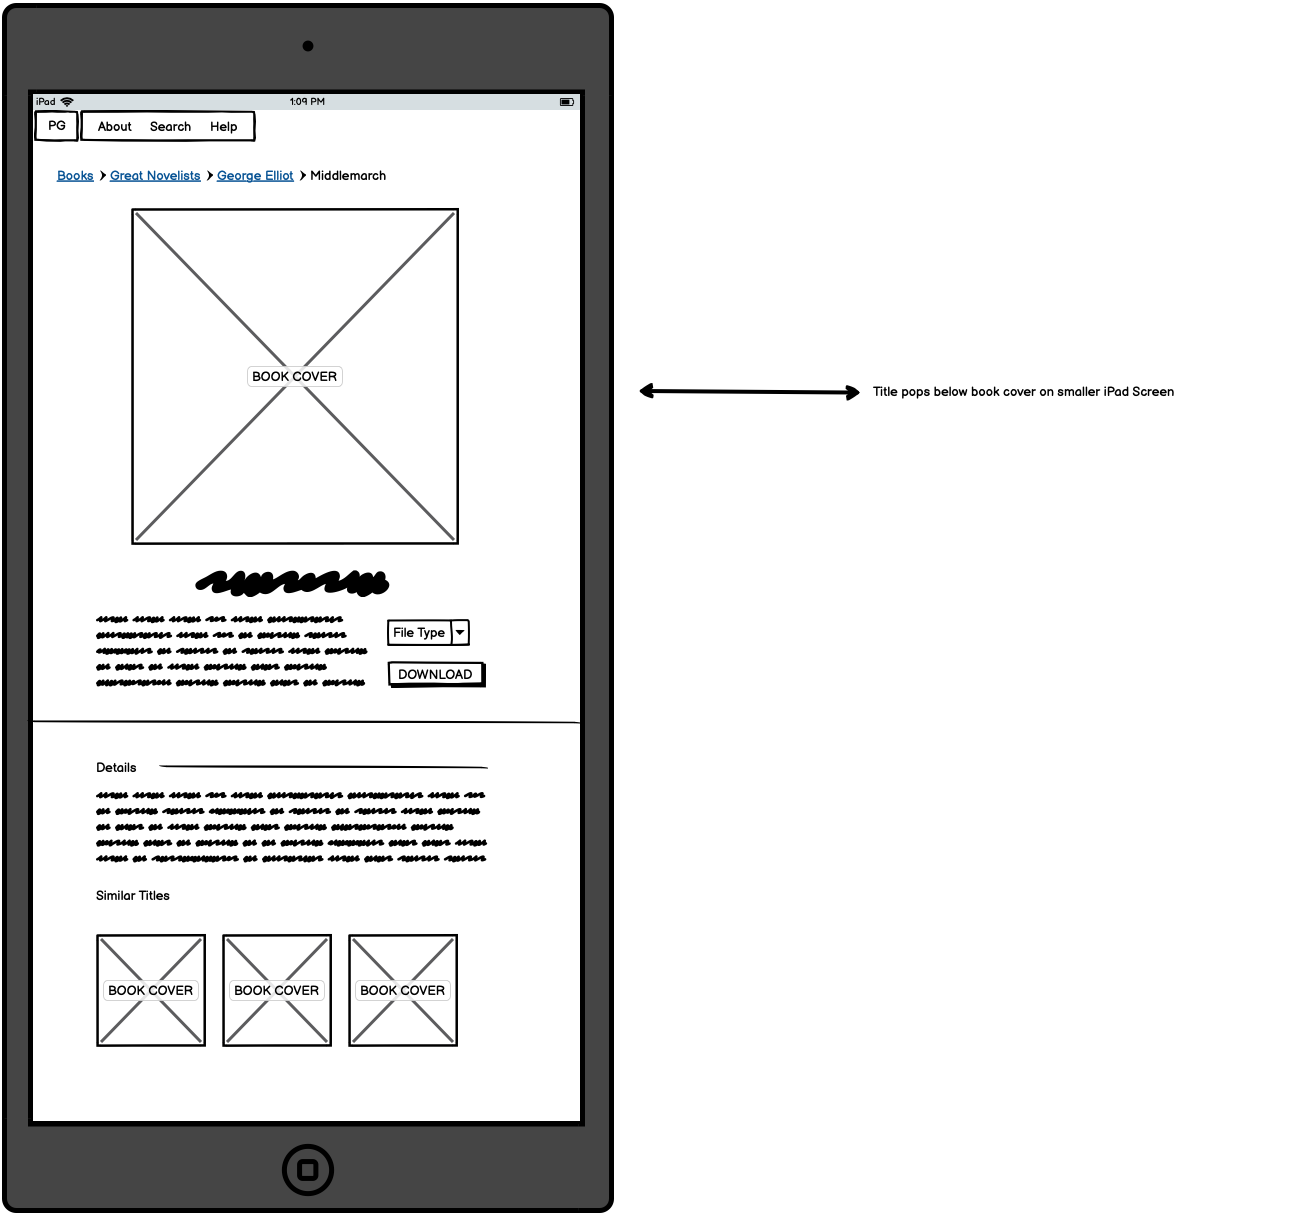 iPad 1:09 PM
PG About Search Help
Books Great Novelists George Elliot Middlemarch
BOOK COVER
Title pops below book cover on smaller iPad Screen
File Type
DOWNLOAD
Details
Similar Titles
BOOK COVER BOOK COVER BOOK COVER